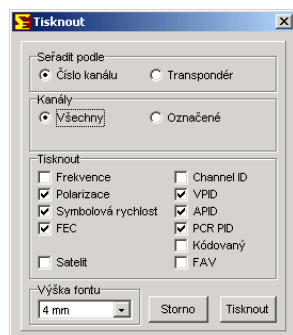 Tisknout
Seřadit podle
Číslo kanálu Transpondér
Kanály
Všechny Označené
Tisknout
Frekvence Channel ID
Polarizace VPID
Symbolová rychlost APID
FEC PCR PID
Kódovaný
Satelit FAV
Výška fontu
4 mm Storno Tisknout